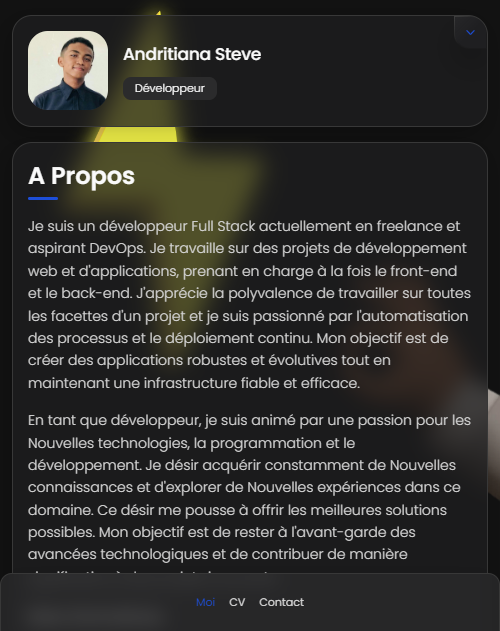 Andritiana Steve
Développeur
A Propos
Je suis un développeur Full Stack actuellement en freelance et
aspirant DevOps. Je travaille sur des projets de développement
web et d'applications, prenant en charge à la fois le front-end
et le back-end. J'apprécie la polyvalence de travailler sur toutes
les facettes d'un projet et je suis passionné par l'automatisation
des processus et le déploiement continu. Mon objectif est de
créer des applications robustes et évolutives tout en
maintenant une infrastructure fiable et efficace.
En tant que développeur, je suis animé par une passion pour les
Nouvelles technologies, la programmation et le
développement. Je désir acquérir constamment de Nouvelles
connaissances et d'explorer de Nouvelles expériences dans ce
domaine. Ce désir me pousse à offrir les meilleures solutions
possibles. Mon objectif est de rester à l'avant-garde des
avancées technologiques et de contribuer de manière
Moi CV Contact